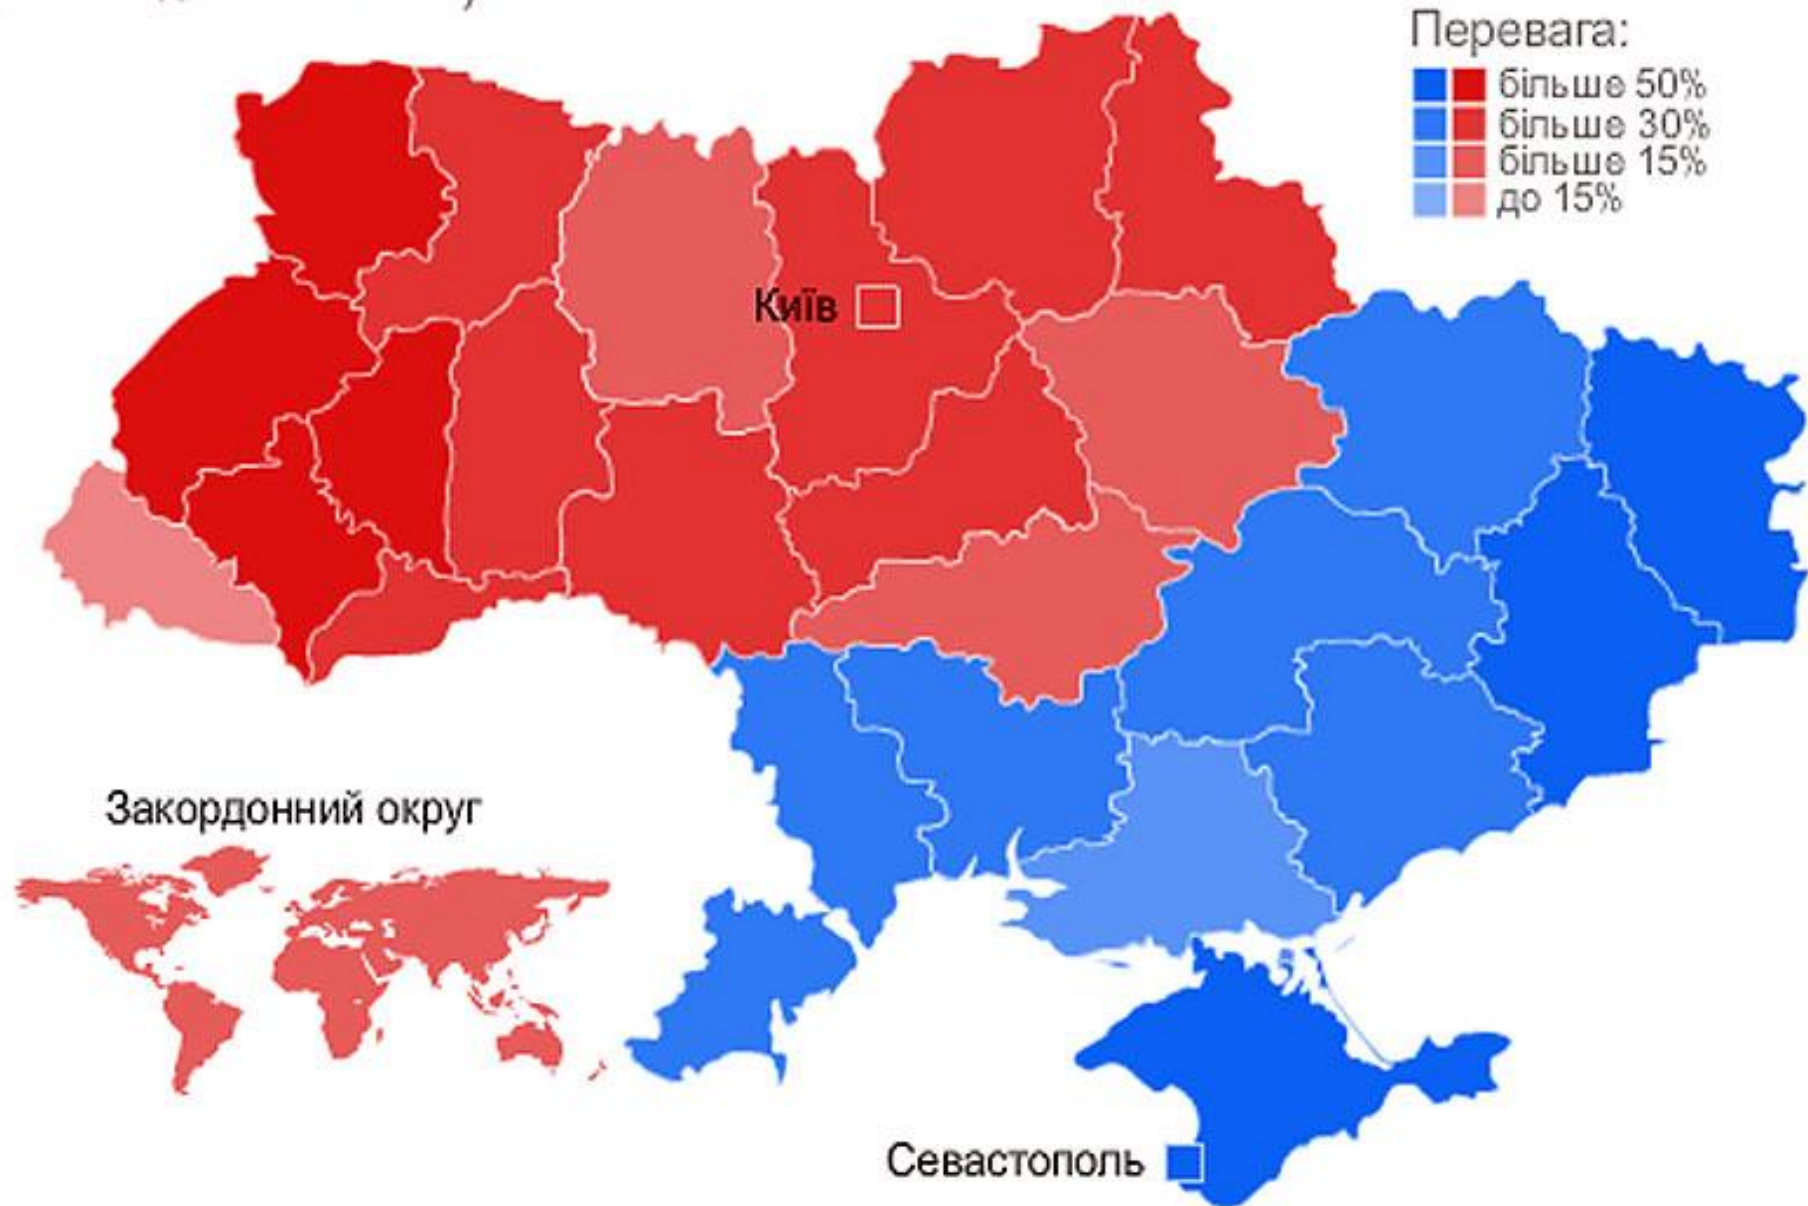 Перевага:
більше 50%
більше 30%
більше 15%
до 15%
Київ
Закордонний округ
Севастополь